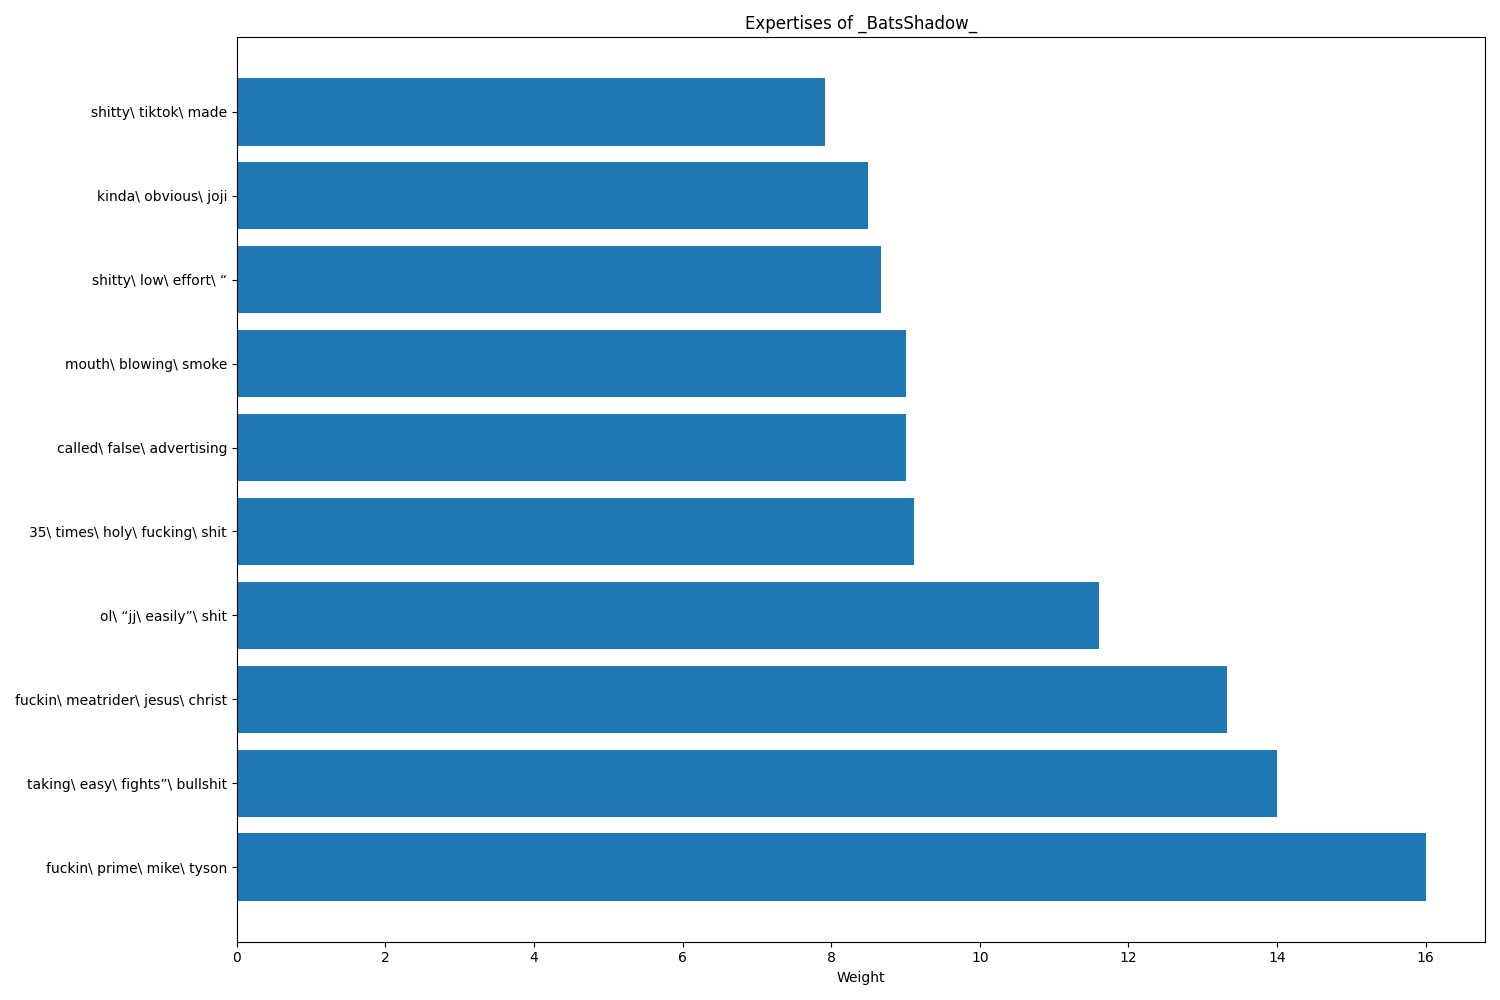 Expertises of _BatsShadow_
shitty\ tiktok\ made
kinda\ obvious\ joji
shitty\ low\ effort\ “
mouth\ blowing\ smoke
called\ false\ advertising
35\ times\ holy\ fucking\ shit
ol\ “jj\ easily”\ shit
fuckin\ meatrider\ jesus\ christ
taking\ easy\ fights”\ bullshit
fuckin\ prime\ mike\ tyson
0 2 4 6 8 10 12 14 16
Weight